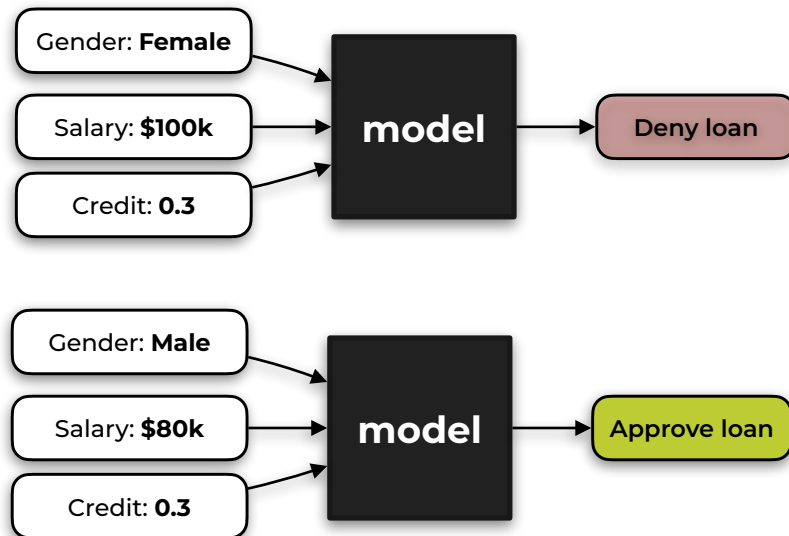 Gender: Female
Salary: $100k
Credit: 0.3
model
Deny loan
Gender: Male
Salary: $80k
Credit: 0.3
model
Approve loan